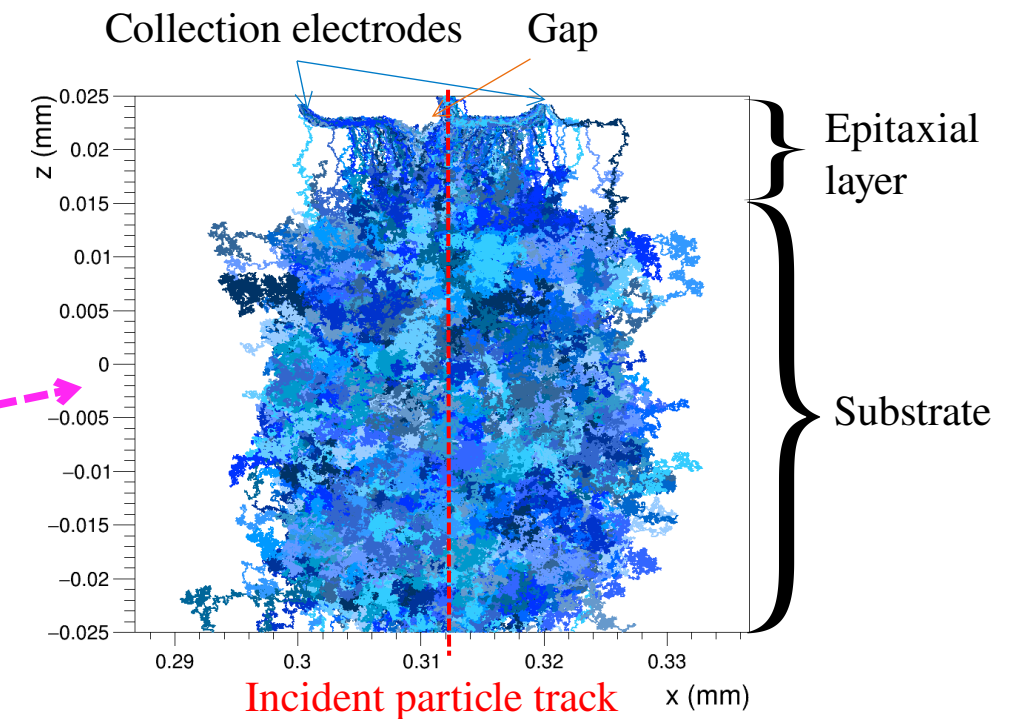 Collection electrodes
Gap
z (mm)
0.025
0.02
0.015
0.01
0.005
0
−0.005
−0.01
−0.015
−0.02
−0.025
Epitaxial
layer
Substrate
0.29
0.3
0.31
0.32
0.33
Incident particle track
x (mm)